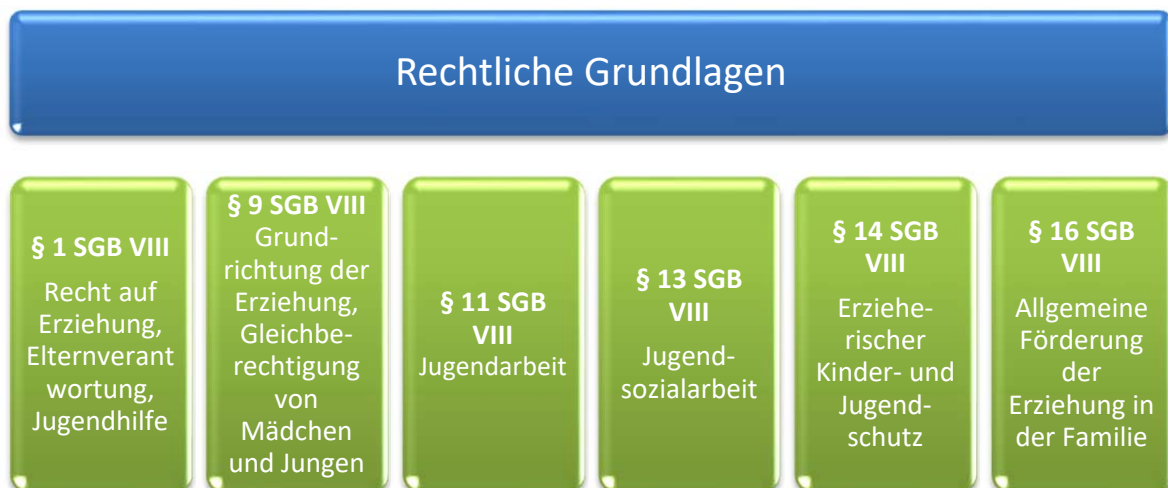 Rechtliche Grundlagen
§ 1 SGB VIII
Recht auf
Erziehung,
Elternverant
wortung,
Jugendhilfe
§ 9 SGB VIII
Grund-
richtung der
Erziehung,
Gleichbe-
rechtigung
von
Mädchen
und Jungen
§ 11 SGB
VIII
Jugendarbeit
§ 13 SGB
VIII
Jugend-
sozialarbeit
§ 14 SGB
VIII
Erziehe-
rischer
Kinder- und
Jugend-
schutz
§ 16 SGB
VIII
Allgemeine
Förderung
der
Erziehung in
der Familie